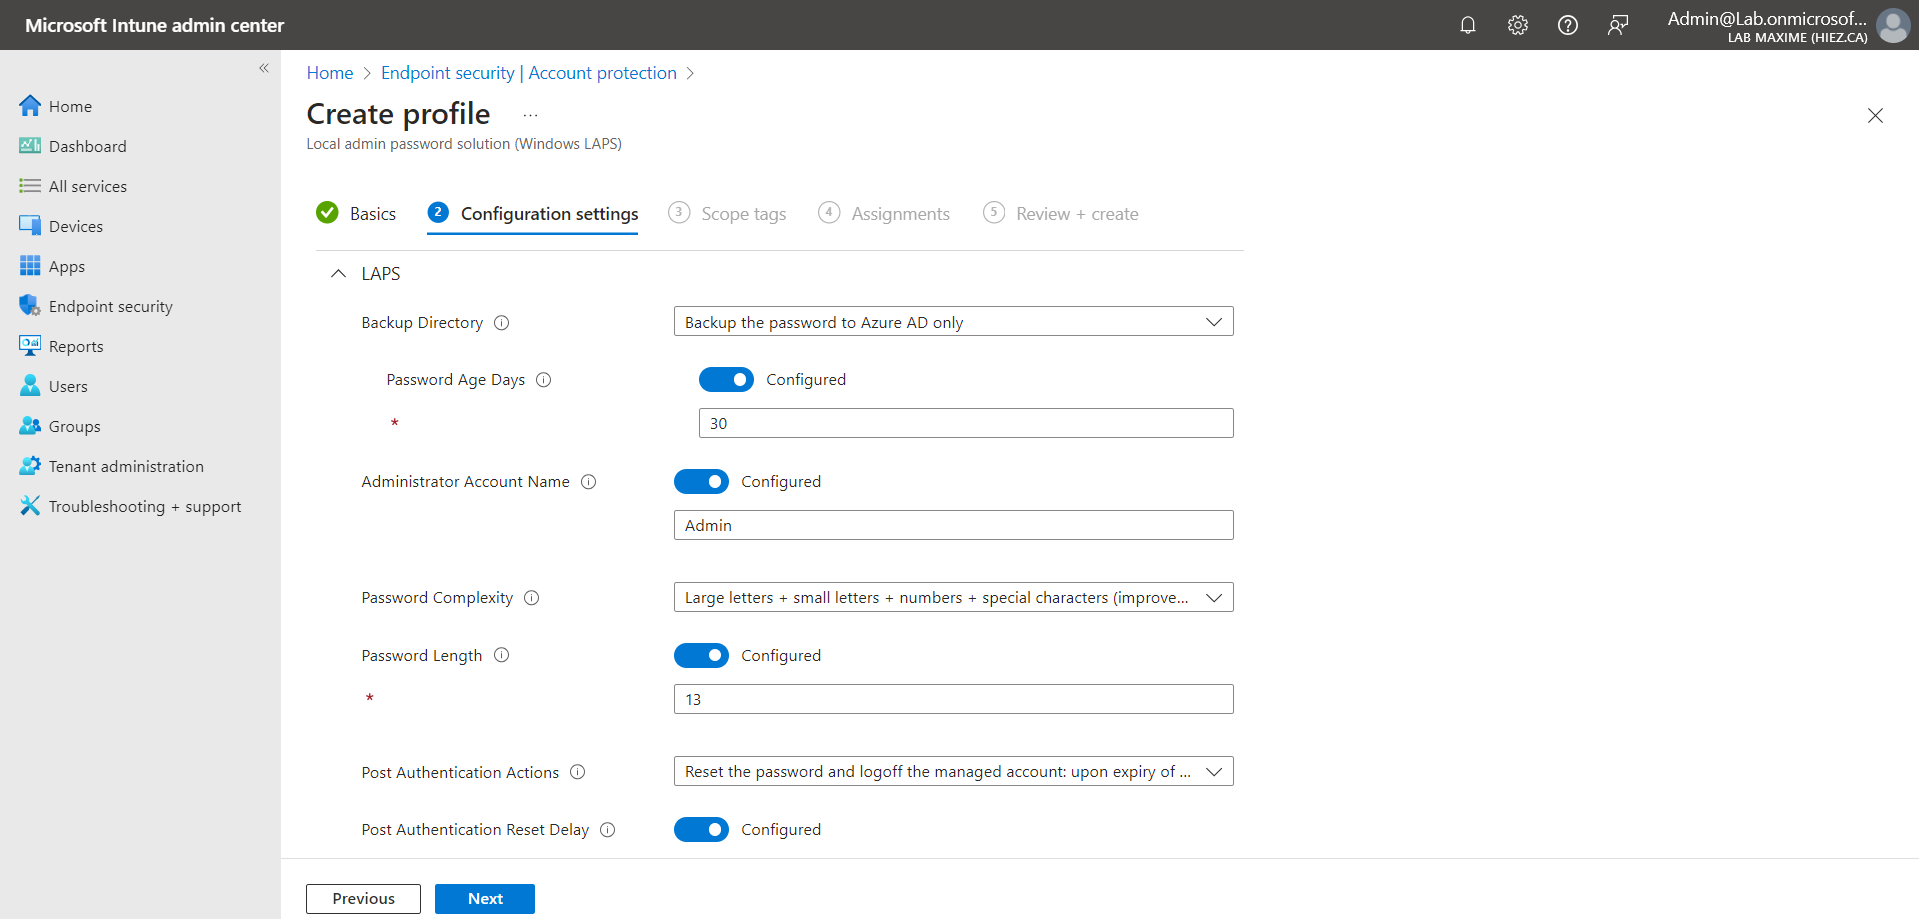 Microsoft Intune admin center
Admin@Lab.onmicrosof...
LAB MAXIME (HIEZ.CA)
Home
Dashboard
All services
Devices
Apps
Endpoint security
Reports
Users
Groups
Tenant administration
Troubleshooting + support
Home > Endpoint security | Account protection >
Create profile ...
Local admin password solution (Windows LAPS)
Basics 2 Configuration settings 3 Scope tags 4 Assignments 5 Review + create
LAPS
Backup Directory Backup the password to Azure AD only
Password Age Days Configured
* 30
Administrator Account Name Configured
Admin
Password Complexity Large letters + small letters + numbers + special characters (improve...
Password Length Configured
* 13
Post Authentication Actions Reset the password and logoff the managed account: upon expiry of ...
Post Authentication Reset Delay Configured
Previous Next